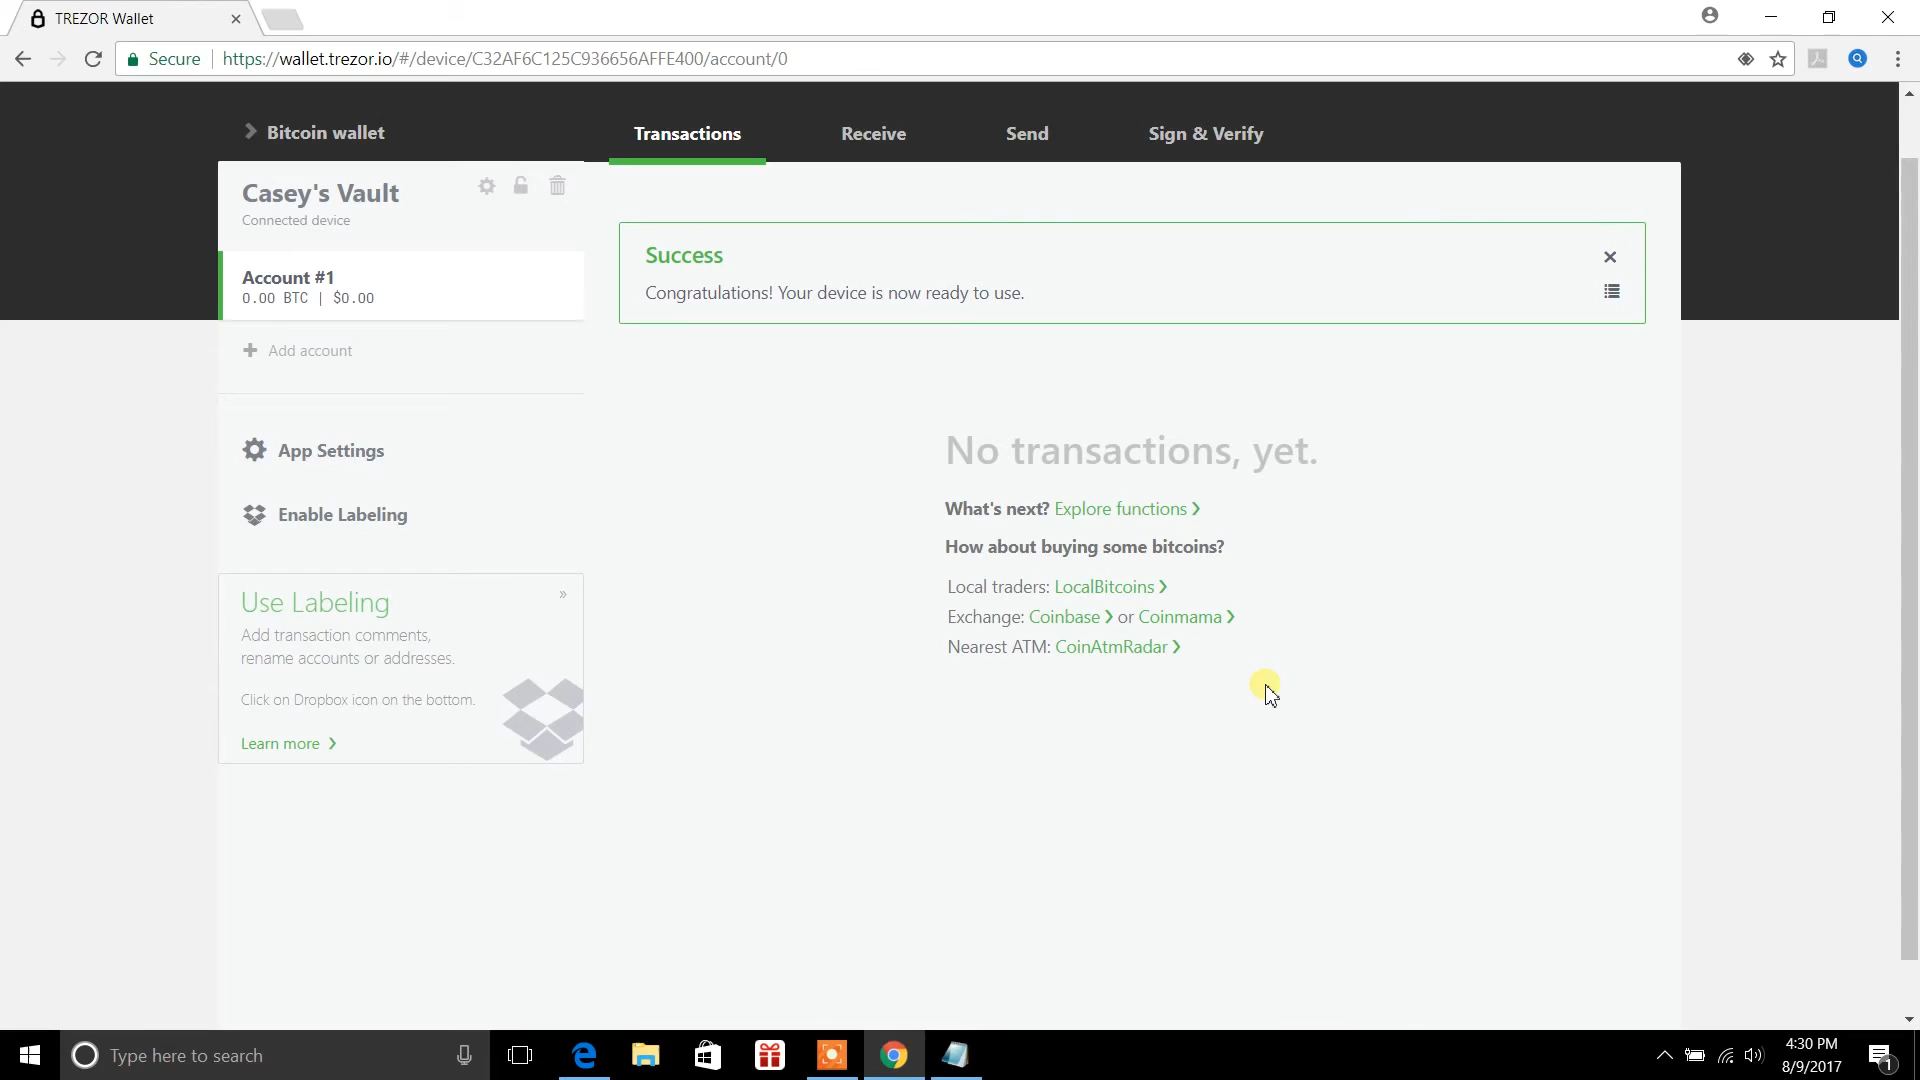 TREZOR Wallet
Secure
https://wallet.trezor.io/#/device/C32AF6C125C936656AFFE400/account/0
Bitcoin wallet
Transactions
Receive
Send
Sign & Verify
Casey's Vault
Connected device
Account #1
0.00 BTC | $0.00
Add account
App Settings
Enable Labeling
Use Labeling
Add transaction comments,
rename accounts or addresses.
Click on Dropbox icon on the bottom.
Learn more
Success
Congratulations! Your device is now ready to use.
No transactions, yet.
What's next? Explore functions
How about buying some bitcoins?
Local traders: LocalBitcoins
Exchange: Coinbase or Coinmama
Nearest ATM: CoinAtmRadar
Type here to search
4:30 PM
8/9/2017
1